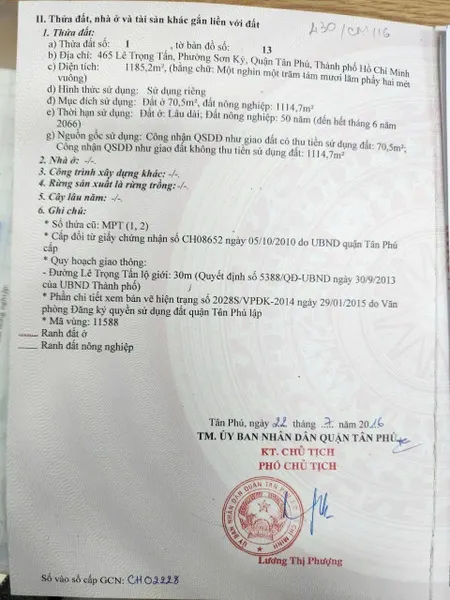 II. Thửa đất, nhà ở và tài sản khác gắn liền với đất
430/CM/16
1. Thửa đất:
a) Thửa đất số: 1 , tờ bản đồ số: 13
b) Địa chỉ: 465 Lê Trọng Tấn, Phường Sơn Kỳ, Quận Tân Phú, Thành phố Hồ Chí Minh
c) Diện tích: 1185,2m², (bằng chữ: Một nghìn một trăm tám mươi lăm phẩy hai mét
vuông)
d) Hình thức sử dụng: Sử dụng riêng
đ) Mục đích sử dụng: Đất ở 70,5m², đất nông nghiệp: 1114,7m²
e) Thời hạn sử dụng: Đất ở: Lâu dài; Đất nông nghiệp: 50 năm (đến hết tháng 6 năm
2066)
g) Nguồn gốc sử dụng: Công nhận QSDĐ như giao đất có thu tiền sử dụng đất: 70,5m²;
Công nhận QSDĐ như giao đất không thu tiền sử dụng đất: 1114,7m²
2. Nhà ở: -/-
3. Công trình xây dựng khác: -/-
4. Rừng sản xuất là rừng trồng:-/-
5. Cây lâu năm: -/-
6. Ghi chú:
* Số thửa cũ: MPT (1, 2)
* Cấp đổi từ giấy chứng nhận số CH08652 ngày 05/10/2010 do UBND quận Tân Phú
cấp
* Quy hoạch giao thông:
- Đường Lê Trọng Tấn lộ giới: 30m (Quyết định số 5388/QĐ-UBND ngày 30/9/2013
của UBND Thành phố)
* Phần chi tiết xem bản vẽ hiện trạng số 2028S/VPĐK-2014 ngày 29/01/2015 do Văn
phòng Đăng ký quyền sử dụng đất quận Tân Phú lập
* Mã vùng: 11588
Ranh đất ở
Ranh đất nông nghiệp
Tân Phú, ngày 22 tháng 7 năm 2016
TM. ỦY BAN NHÂN DÂN QUẬN TÂN PHÚ
KT. CHỦ TỊCH
PHÓ CHỦ TỊCH
ỦY BAN NHÂN DÂN QUẬN TÂN PHÚ
Lương Thị Phượng
Số vào sổ cấp GCN: CH02228